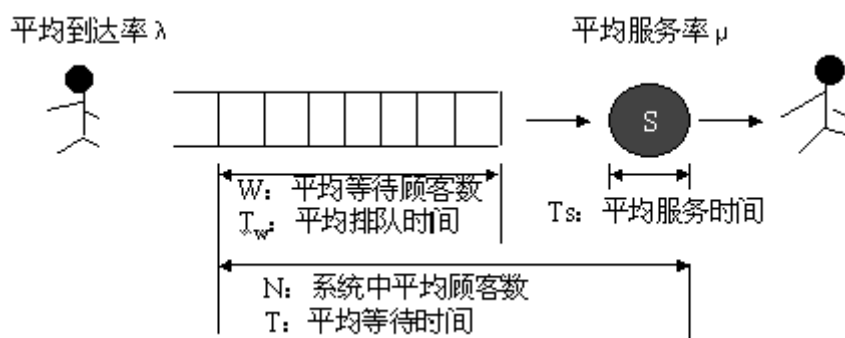 平均到达率 λ
平均服务率 μ
S
W：平均等待顾客数
Tw：平均排队时间
Ts：平均服务时间
N：系统中平均顾客数
T：平均等待时间